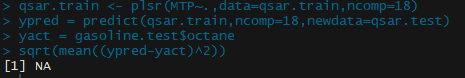 > qsar.train <- plsr(MTP~.,data=qsar.train,ncomp=18)
> ypred = predict(qsar.train,ncomp=18,newdata=qsar.test)
> yact = gasoline.test$octane
> sqrt(mean((ypred-yact)^2))
[1] NA